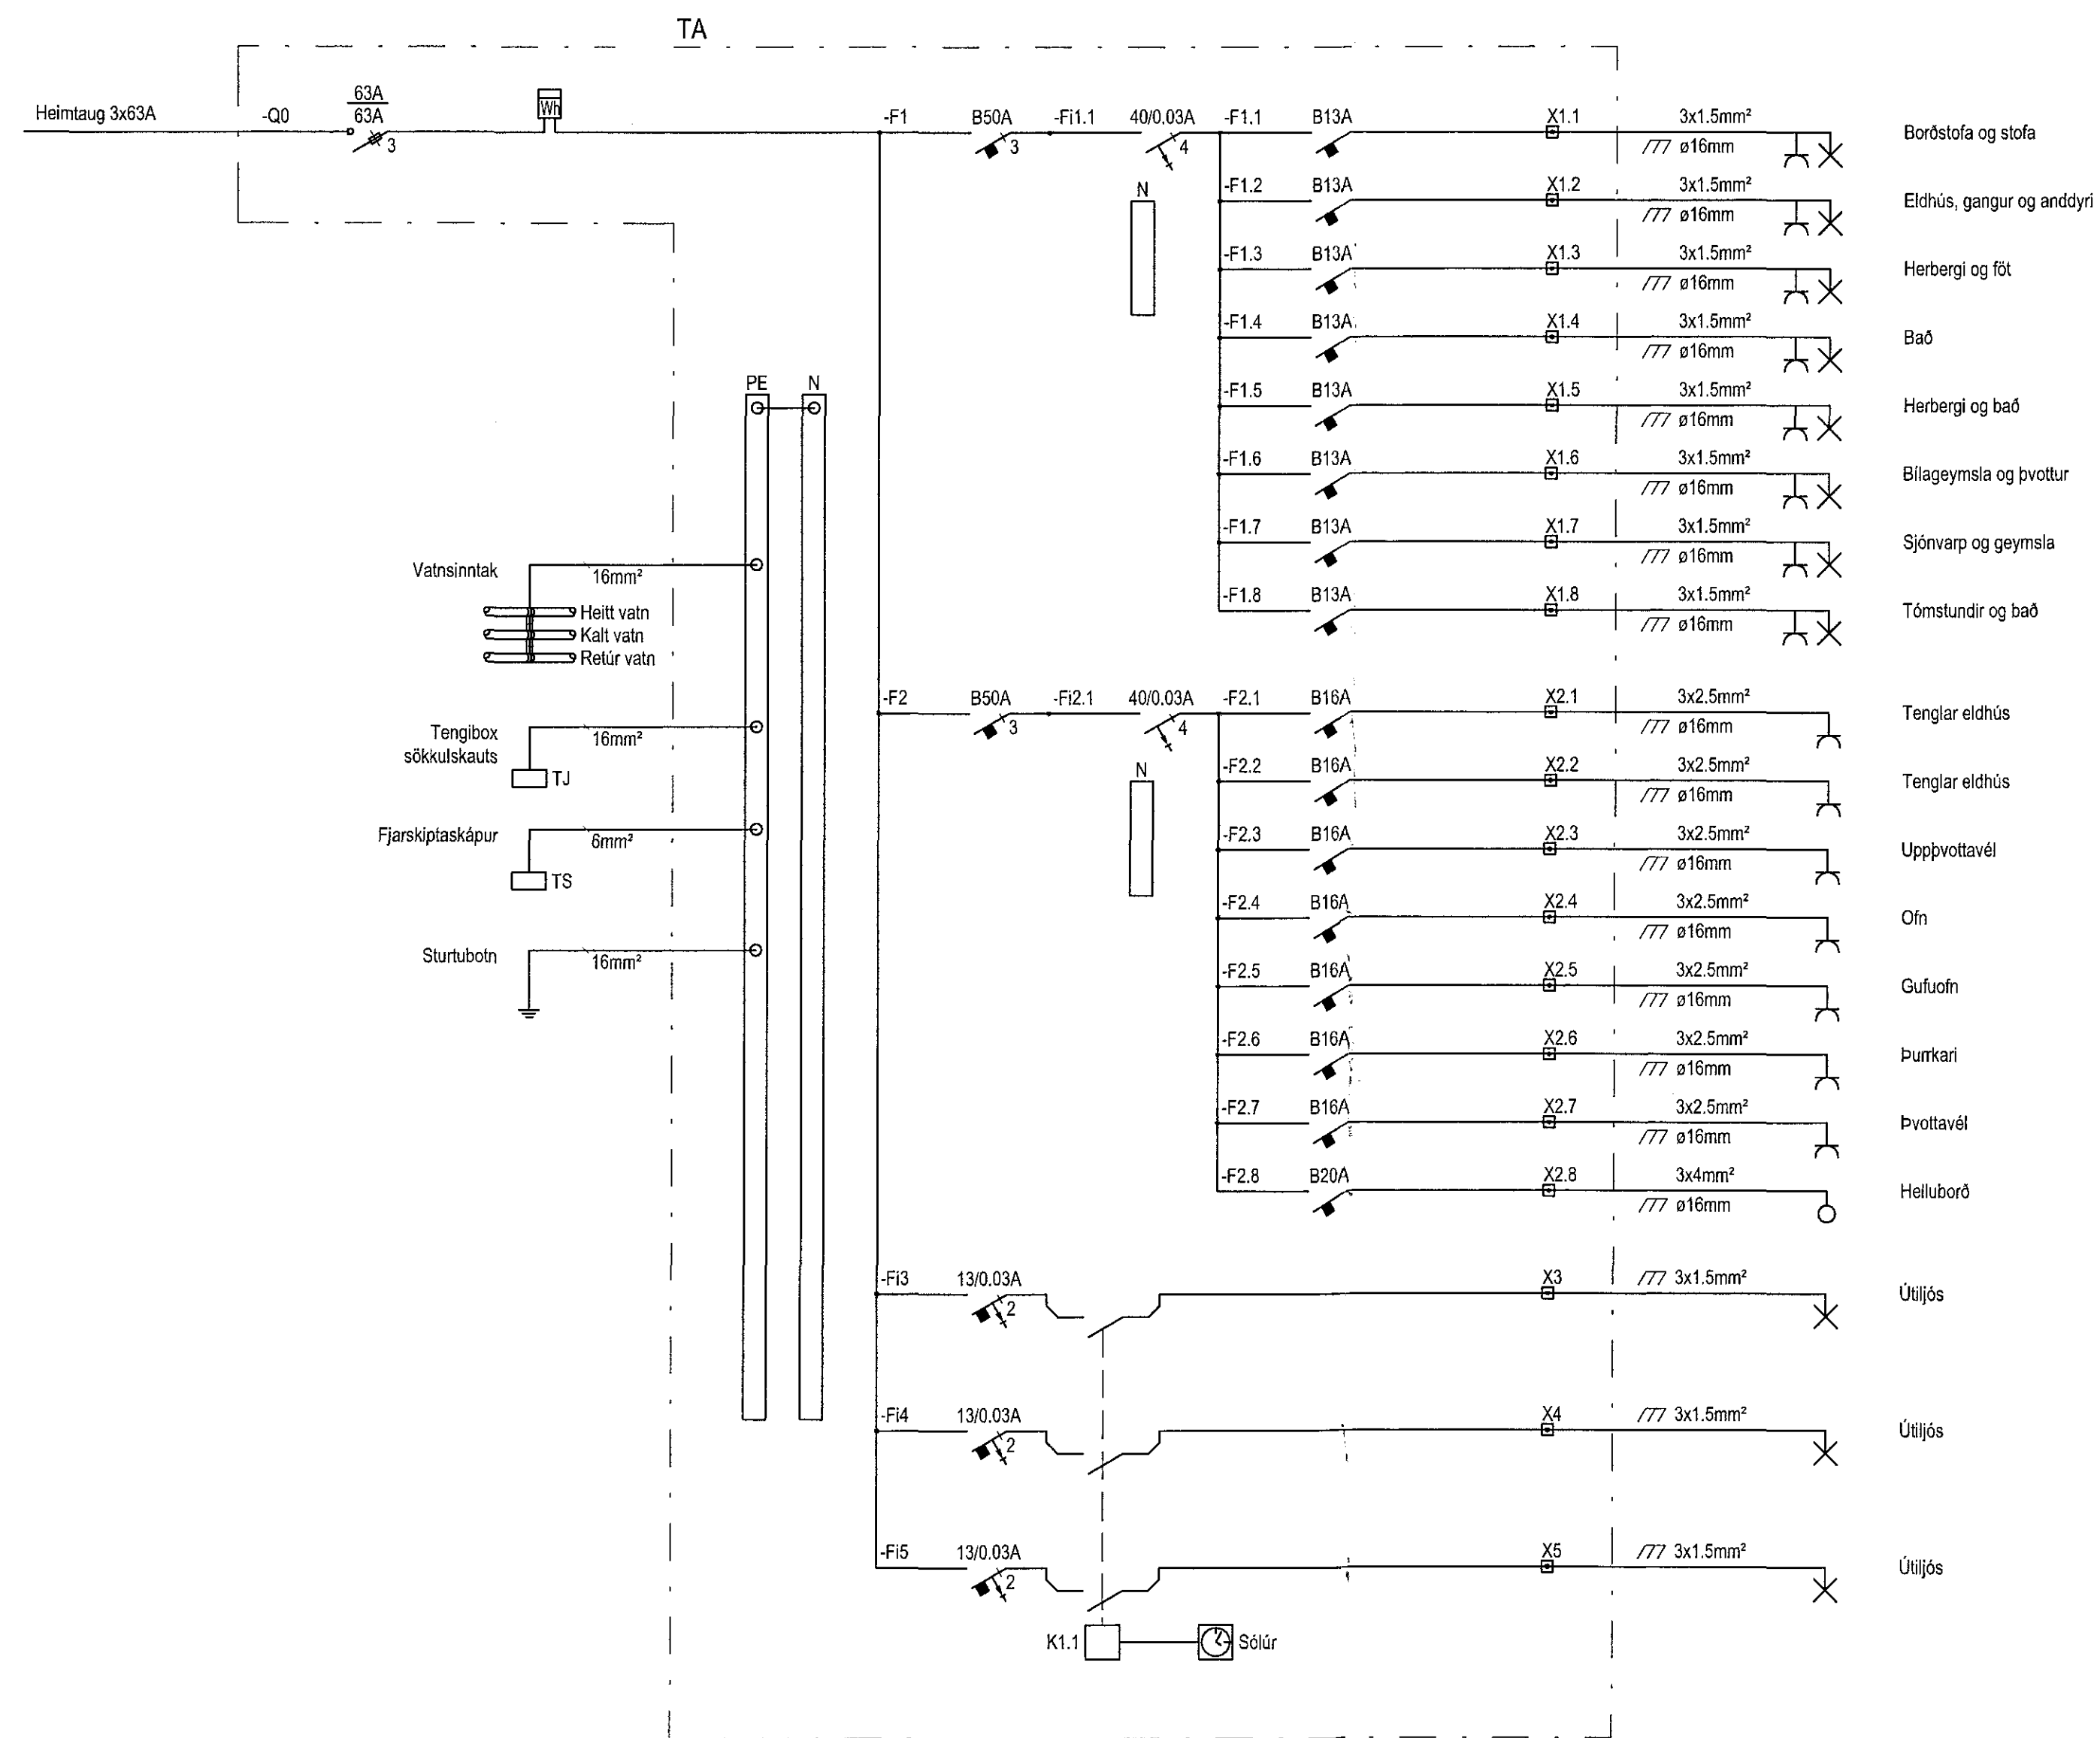 TA
Heimtaug 3x63A
-Q0
63A
63A
3
Wh
-F1 B50A 3 -Fi1.1 40/0.03A 4
N
-F1.1 B13A X1.1 3x1.5mm² ø16mm Borðstofa og stofa
-F1.2 B13A X1.2 3x1.5mm² ø16mm Eldhús, gangur og anddyri
-F1.3 B13A X1.3 3x1.5mm² ø16mm Herbergi og föt
-F1.4 B13A X1.4 3x1.5mm² ø16mm Bað
-F1.5 B13A X1.5 3x1.5mm² ø16mm Herbergi og bað
-F1.6 B13A X1.6 3x1.5mm² ø16mm Bílageymsla og þvottur
-F1.7 B13A X1.7 3x1.5mm² ø16mm Sjónvarp og geymsla
-F1.8 B13A X1.8 3x1.5mm² ø16mm Tómstundir og bað
PE N
Vatnsinntak 16mm²
Heitt vatn
Kalt vatn
Retúr vatn
Tengibox
sökkulskauts
16mm²
TJ
Fjarskiptaskápur 6mm²
TS
Sturtubotn 16mm²
-F2 B50A 3 -Fi2.1 40/0.03A 4
N
-F2.1 B16A X2.1 3x2.5mm² ø16mm Tenglar eldhús
-F2.2 B16A X2.2 3x2.5mm² ø16mm Tenglar eldhús
-F2.3 B16A X2.3 3x2.5mm² ø16mm Uppþvottavél
-F2.4 B16A X2.4 3x2.5mm² ø16mm Ofn
-F2.5 B16A X2.5 3x2.5mm² ø16mm Gufuofn
-F2.6 B16A X2.6 3x2.5mm² ø16mm Þurrkari
-F2.7 B16A X2.7 3x2.5mm² ø16mm Þvottavél
-F2.8 B20A X2.8 3x4mm² ø16mm Helluborð
-Fi3 13/0.03A 2 X3 3x1.5mm² Útiljós
-Fi4 13/0.03A 2 X4 3x1.5mm² Útiljós
-Fi5 13/0.03A 2 X5 3x1.5mm² Útiljós
K1.1 Sólúr